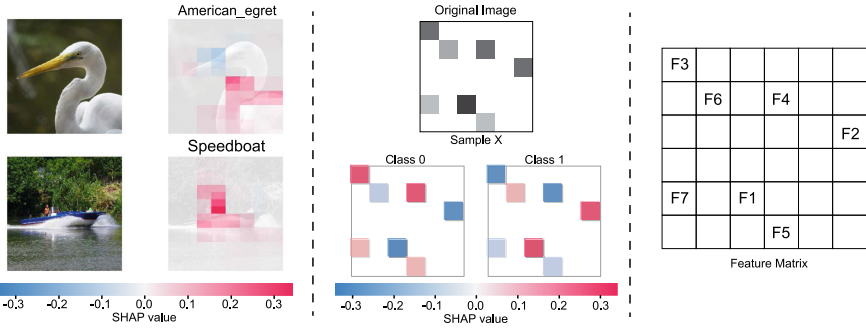 American_egret
Speedboat
-0.3 -0.2 -0.1 0.0 0.1 0.2 0.3
SHAP value
Original Image
Sample X
Class 0 Class 1
-0.3 -0.2 -0.1 0.0 0.1 0.2 0.3
SHAP value
F3
F6 F4
F2
F7 F1
F5
Feature Matrix